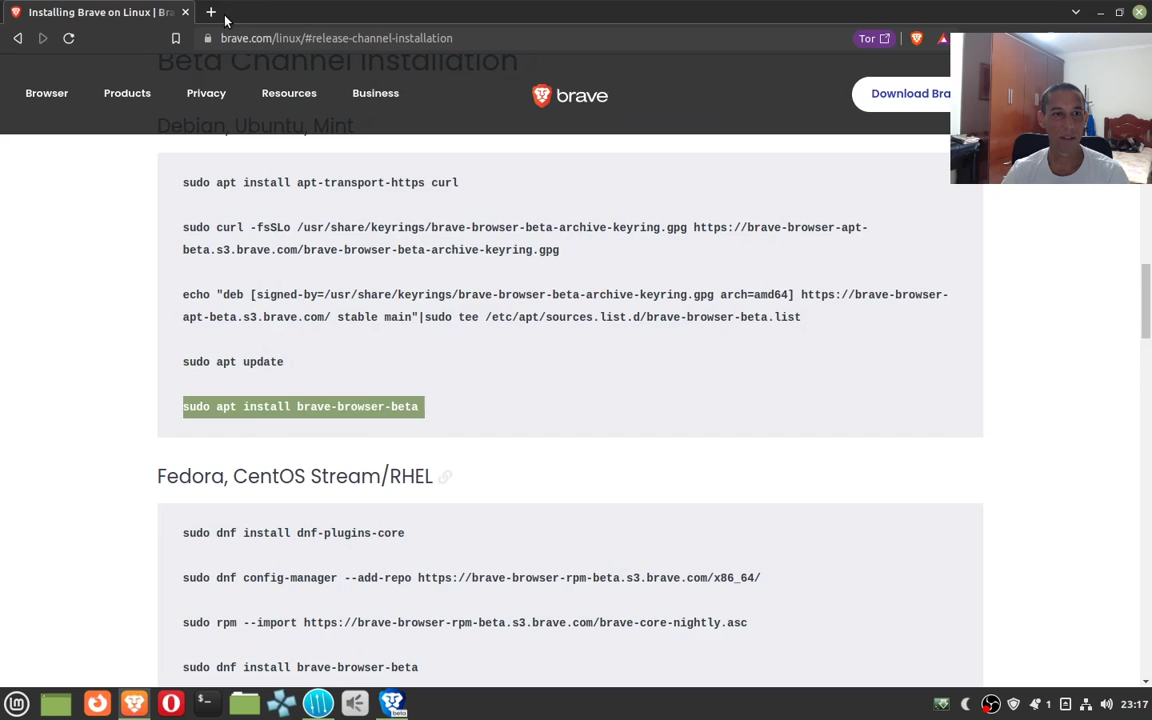 Installing Brave on Linux | Bra
brave.com/linux/#release-channel-installation
Tor
Beta Channel Installation
Browser
Products
Privacy
Resources
Business
brave
Download Bra
Debian, Ubuntu, Mint
sudo apt install apt-transport-https curl
sudo curl -fsSLo /usr/share/keyrings/brave-browser-beta-archive-keyring.gpg https://brave-browser-apt-
beta.s3.brave.com/brave-browser-beta-archive-keyring.gpg
echo "deb [signed-by=/usr/share/keyrings/brave-browser-beta-archive-keyring.gpg arch=amd64] https://brave-browser-
apt-beta.s3.brave.com/ stable main"|sudo tee /etc/apt/sources.list.d/brave-browser-beta.list
sudo apt update
sudo apt install brave-browser-beta
Fedora, CentOS Stream/RHEL
sudo dnf install dnf-plugins-core
sudo dnf config-manager --add-repo https://brave-browser-rpm-beta.s3.brave.com/x86_64/
sudo rpm --import https://brave-browser-rpm-beta.s3.brave.com/brave-core-nightly.asc
sudo dnf install brave-browser-beta
beta
1
23:17